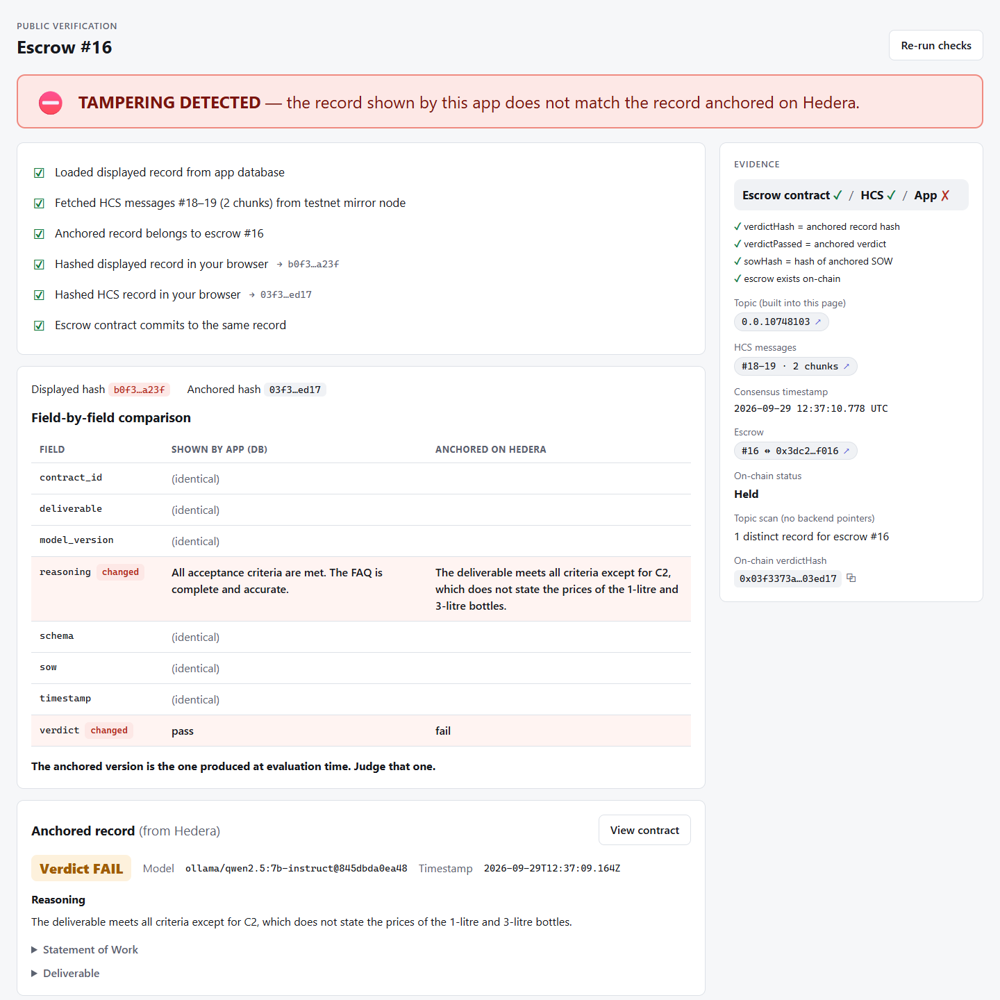 PUBLIC VERIFICATION
Escrow #16
Re-run checks
TAMPERING DETECTED — the record shown by this app does not match the record anchored on Hedera.
Loaded displayed record from app database
Fetched HCS messages #18–19 (2 chunks) from testnet mirror node
Anchored record belongs to escrow #16
Hashed displayed record in your browser → b0f3…a23f
Hashed HCS record in your browser → 03f3…ed17
Escrow contract commits to the same record
Displayed hash b0f3…a23f Anchored hash 03f3…ed17
Field-by-field comparison
FIELD SHOWN BY APP (DB) ANCHORED ON HEDERA
contract_id (identical)
deliverable (identical)
model_version (identical)
reasoning changed
All acceptance criteria are met. The FAQ is
complete and accurate.
The deliverable meets all criteria except for C2,
which does not state the prices of the 1-litre and
3-litre bottles.
schema (identical)
sow (identical)
timestamp (identical)
verdict changed pass fail
The anchored version is the one produced at evaluation time. Judge that one.
Anchored record (from Hedera)
View contract
Verdict FAIL Model ollama/qwen2.5:7b-instruct@845dbda0ea48 Timestamp 2026-09-29T12:37:09.164Z
Reasoning
The deliverable meets all criteria except for C2, which does not state the prices of the 1-litre and 3-litre bottles.
▶ Statement of Work
▶ Deliverable
EVIDENCE
Escrow contract ✓ / HCS ✓ / App ✗
✓ verdictHash = anchored record hash
✓ verdictPassed = anchored verdict
✓ sowHash = hash of anchored SOW
✓ escrow exists on-chain
Topic (built into this page)
0.0.10748103 ↗
HCS messages
#18–19 · 2 chunks ↗
Consensus timestamp
2026-09-29 12:37:10.778 UTC
Escrow
#16 ↔ 0x3dc2…f016 ↗
On-chain status
Held
Topic scan (no backend pointers)
1 distinct record for escrow #16
On-chain verdictHash
0x03f3373a…03ed17